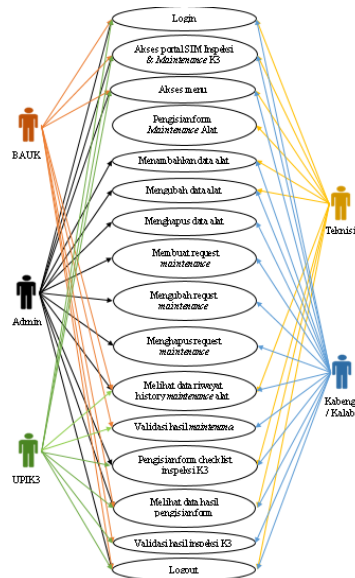 Login
Akses portal SIM Inspeksi
& Maintenance K3
Akses menu
Pengisian form
Maintenance Alat
Menambahkan data alat
Mengubah data alat
Menghapus data alat
Membuat request
maintenance
Mengubah requst
maintenance
Menghapus request
maintenance
Melihat data riwayat
history maintenance alat
Validasi hasil maintenana
Pengisian form checklist
inspeksi K3
Melihat data hasil
pengisian form
Validasi hasil inspeksi K3
Logout
BAUK
Admin
UPIK3
Teknisi
Kabeng
/ Kalab